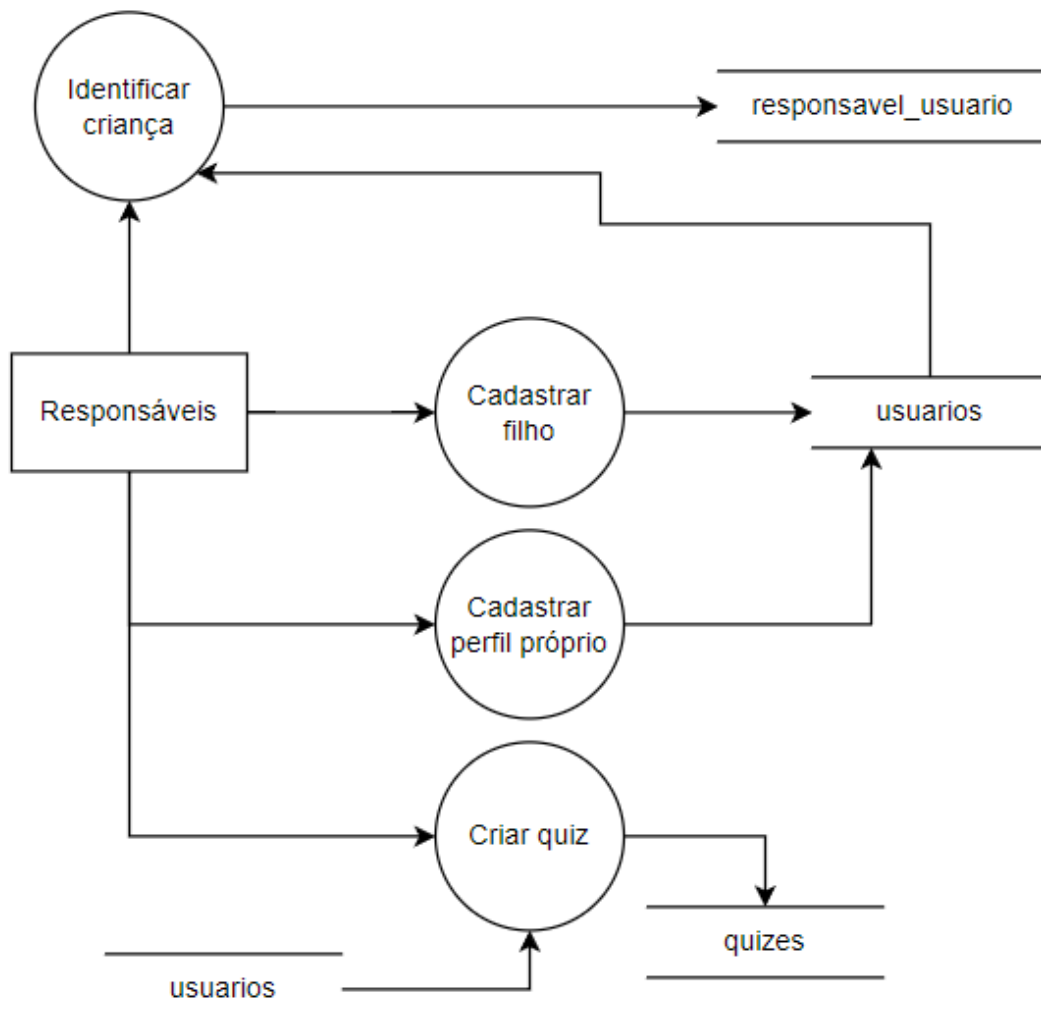 Identificar
criança
responsavel_usuario
Responsáveis
Cadastrar
filho
usuarios
Cadastrar
perfil próprio
Criar quiz
quizes
usuarios